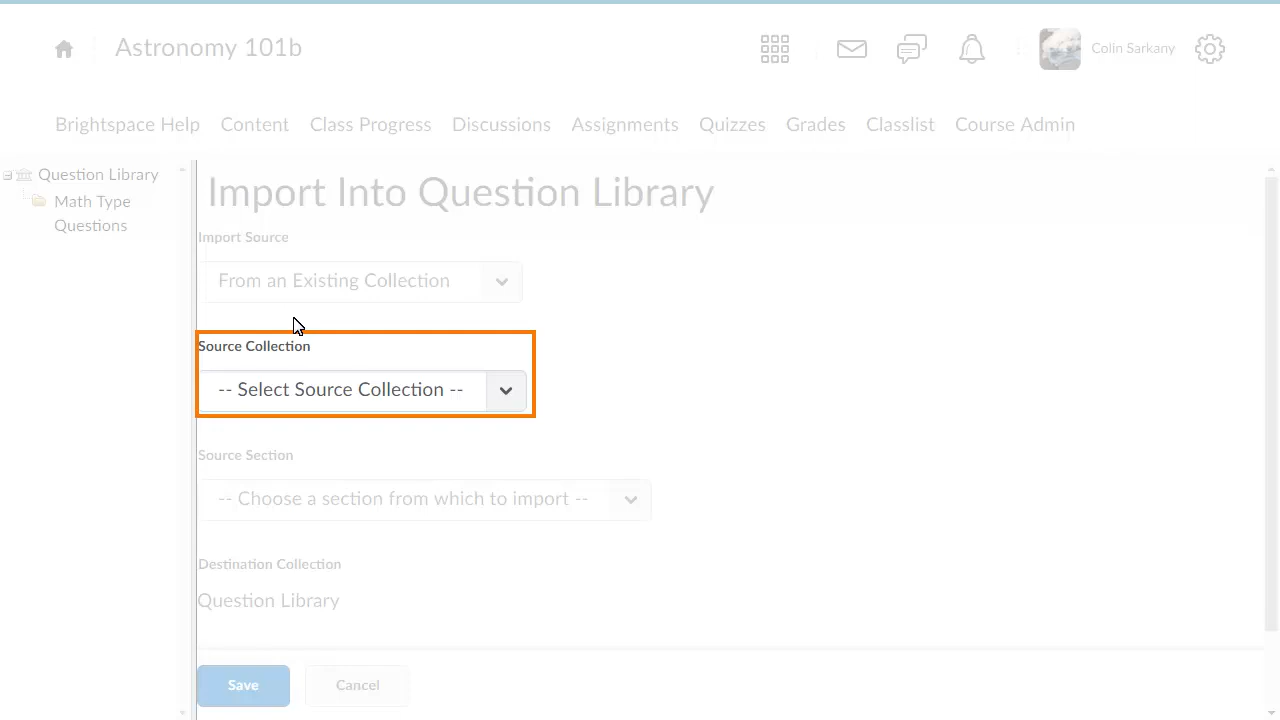 Astronomy 101b
Colin Sarkany
Brightspace Help Content Class Progress Discussions Assignments Quizzes Grades Classlist Course Admin
Question Library
Math Type
Questions
Import Into Question Library
Import Source
From an Existing Collection
Source Collection
-- Select Source Collection --
Source Section
-- Choose a section from which to import --
Destination Collection
Question Library
Save Cancel